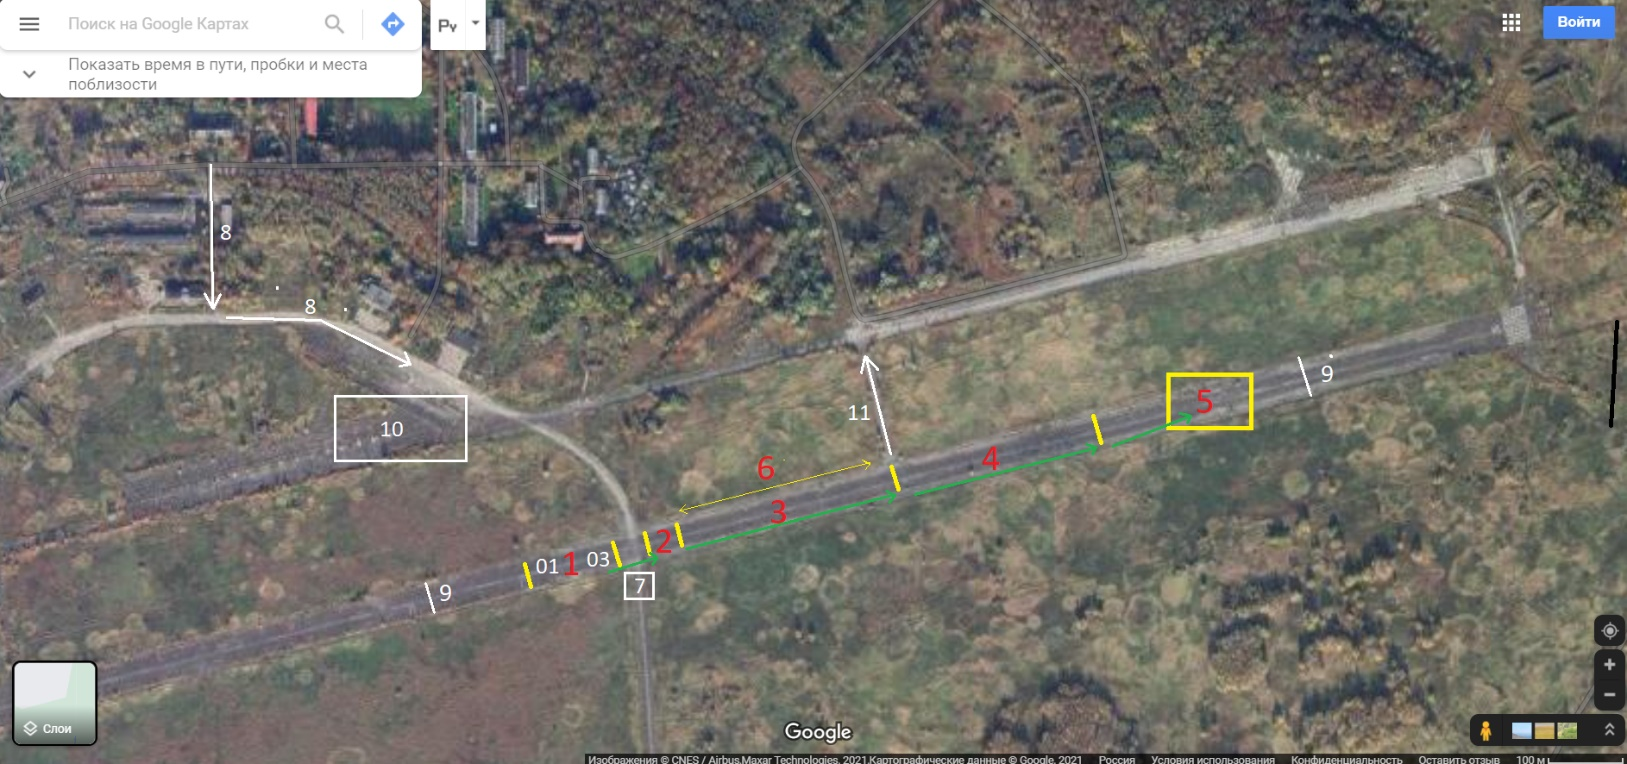 Поиск на Google Картах
Ру
Войти
Показать время в пути, пробки и места
поблизости
8
8
9
5
11
10
6
4
3
2
01 1 03
7
9
Слои
Google
Изображения © CNES / Airbus,Maxar Technologies, 2021,Картографические данные © Google, 2021 Россия Условия использования Конфиденциальность Оставить отзыв 100 м